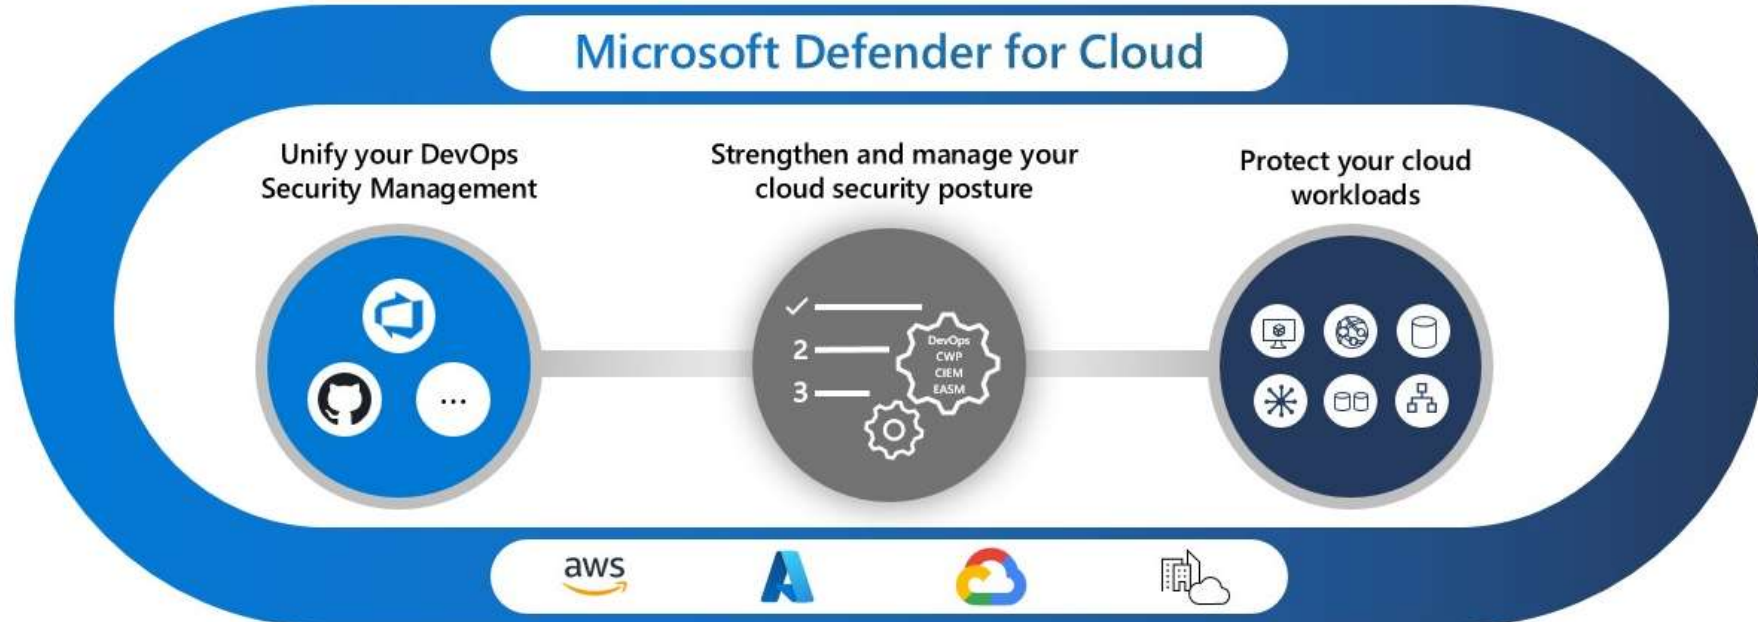 Microsoft Defender for Cloud
Unify your DevOps
Security Management
Strengthen and manage your
cloud security posture
Protect your cloud
workloads
2
3
DevOps
CWP
CIEM
EASM
...
aws